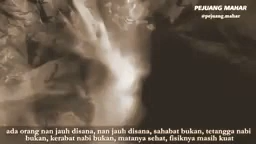 PEJUANG MAHAR
@pejuang.mahar
ada orang nan jauh disana, nan jauh disana, sahabat bukan, tetangga nabi
bukan, kerabat nabi bukan, matanya sehat, fisiknya masih kuat